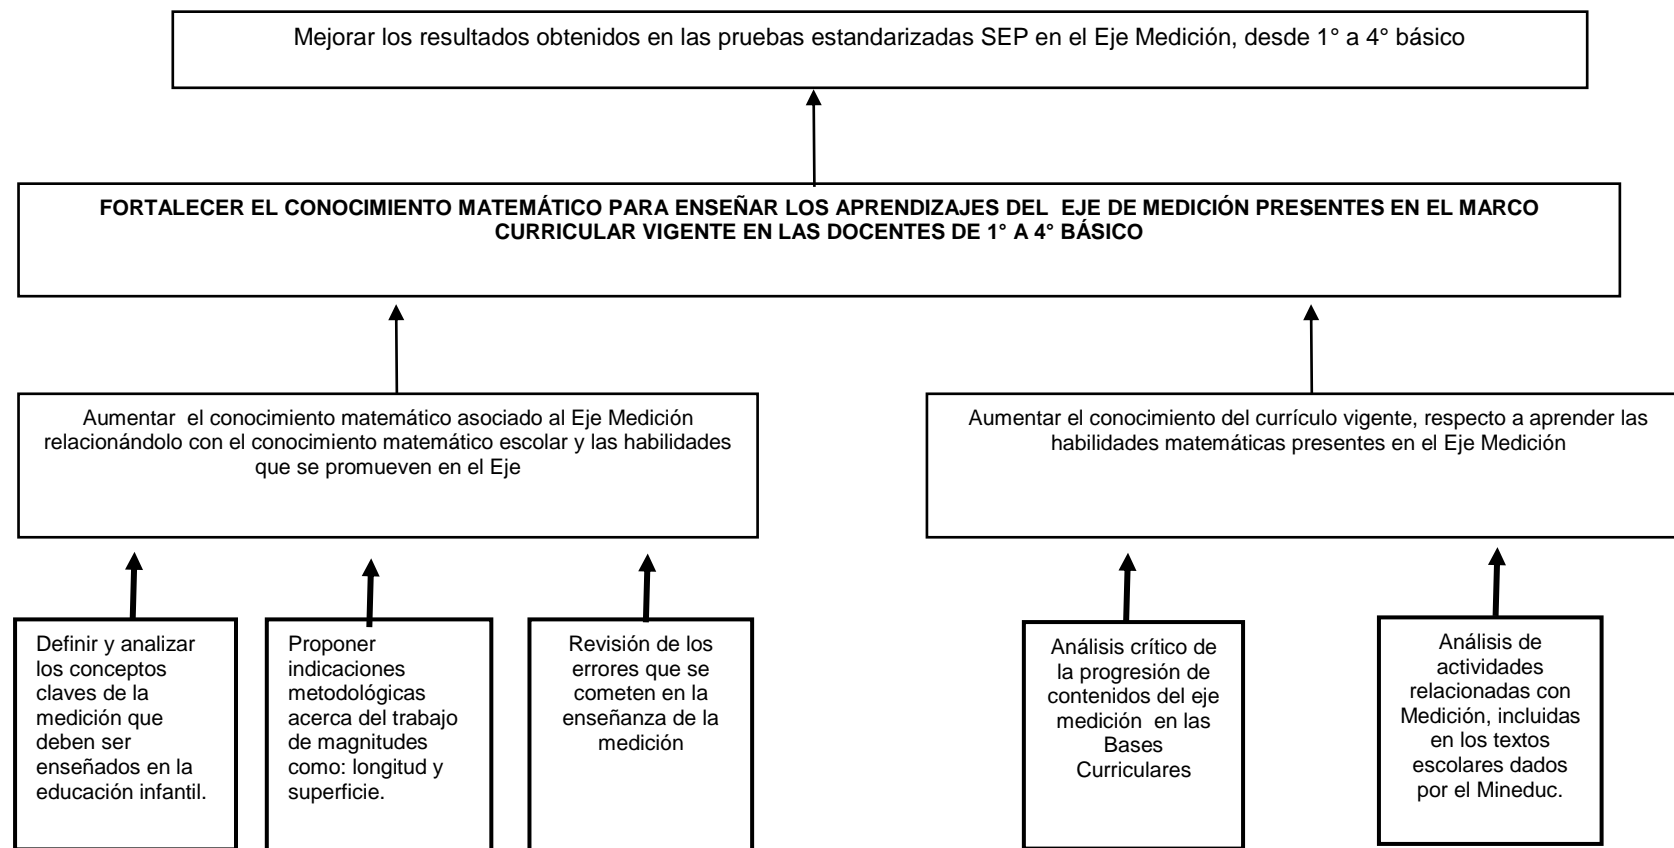 Mejorar los resultados obtenidos en las pruebas estandarizadas SEP en el Eje Medición, desde 1° a 4° básico
FORTALECER EL CONOCIMIENTO MATEMÁTICO PARA ENSEÑAR LOS APRENDIZAJES DEL EJE DE MEDICIÓN PRESENTES EN EL MARCO
CURRICULAR VIGENTE EN LAS DOCENTES DE 1° A 4° BÁSICO
Aumentar el conocimiento matemático asociado al Eje Medición
relacionándolo con el conocimiento matemático escolar y las habilidades
que se promueven en el Eje
Aumentar el conocimiento del currículo vigente, respecto a aprender las
habilidades matemáticas presentes en el Eje Medición
Definir y analizar
los conceptos
claves de la
medición que
deben ser
enseñados en la
educación infantil.
Proponer
indicaciones
metodológicas
acerca del trabajo
de magnitudes
como: longitud y
superficie.
Revisión de los
errores que se
cometen en la
enseñanza de la
medición
Análisis crítico de
la progresión de
contenidos del eje
medición en las
Bases
Curriculares
Análisis de
actividades
relacionadas con
Medición, incluidas
en los textos
escolares dados
por el Mineduc.